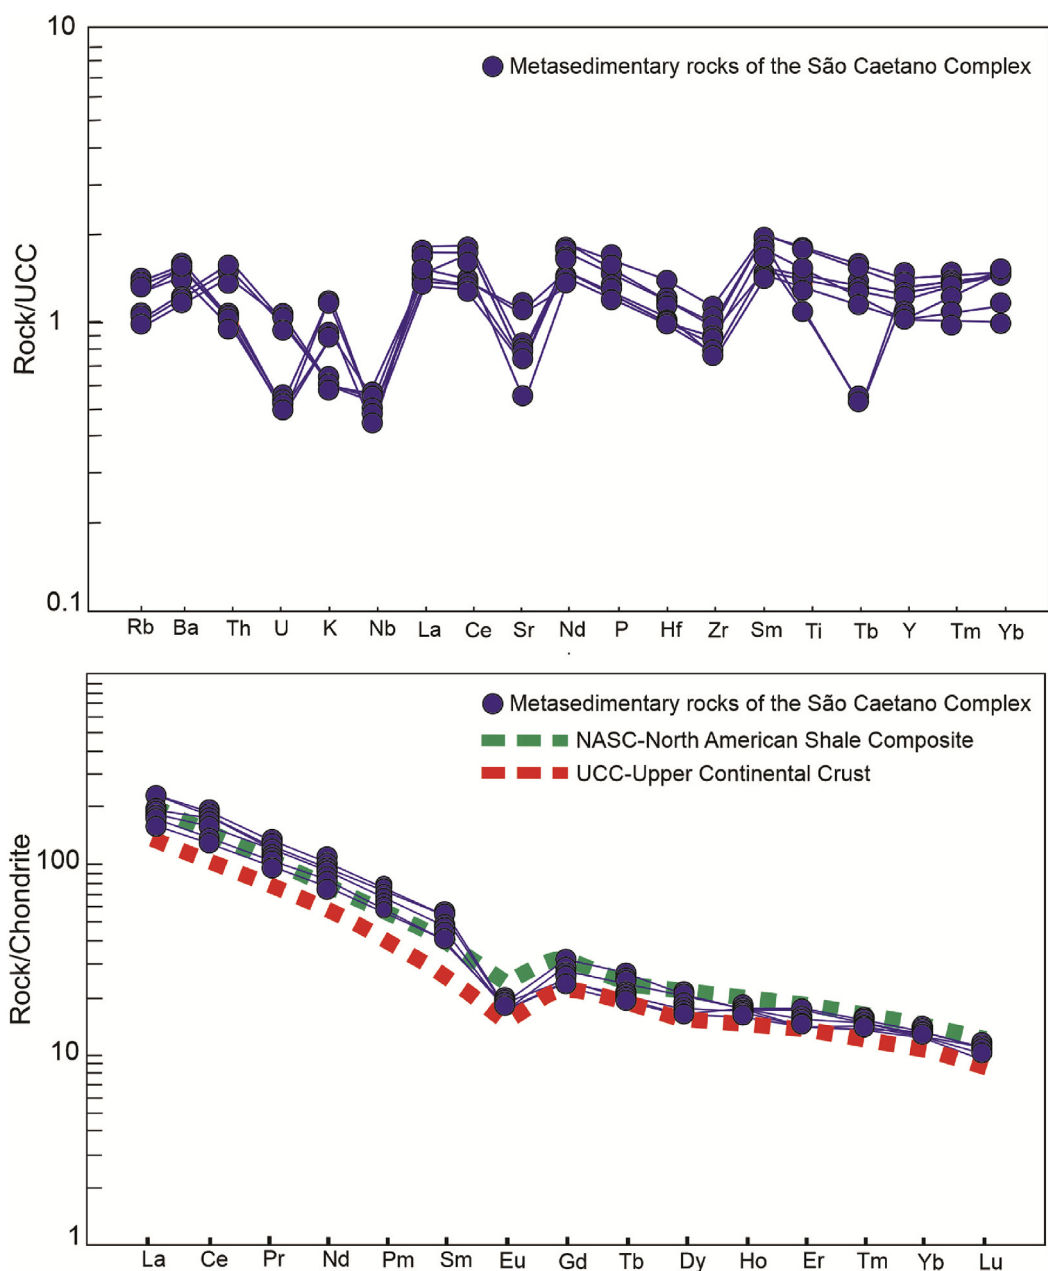 10
Metasedimentary rocks of the São Caetano Complex
Rock/UCC
1
0.1
Rb Ba Th U K Nb La Ce Sr Nd P Hf Zr Sm Ti Tb Y Tm Yb
Metasedimentary rocks of the São Caetano Complex
NASC-North American Shale Composite
UCC-Upper Continental Crust
Rock/Chondrite
100
10
1
La Ce Pr Nd Pm Sm Eu Gd Tb Dy Ho Er Tm Yb Lu